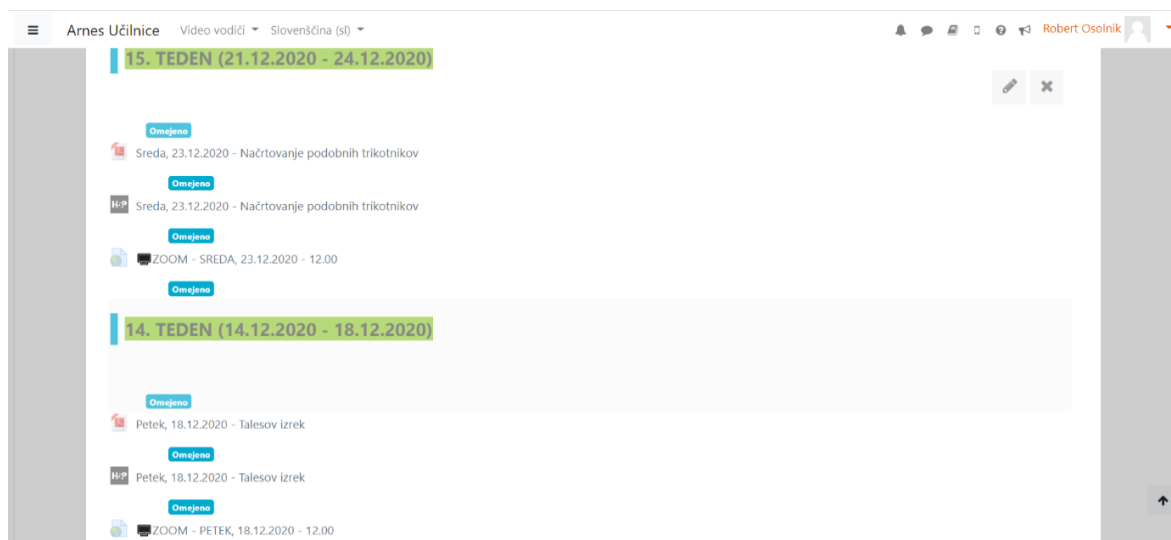 Arnes Učilnice Video vodiči Slovenščina (sl) Robert Osolnik
15. TEDEN (21.12.2020 - 24.12.2020)
Omejeno
Sreda, 23.12.2020 - Načrtovanje podobnih trikotnikov
Omejeno
H-P Sreda, 23.12.2020 - Načrtovanje podobnih trikotnikov
Omejeno
ZOOM - SREDA, 23.12.2020 - 12.00
Omejeno
14. TEDEN (14.12.2020 - 18.12.2020)
Omejeno
Petek, 18.12.2020 - Talesov izrek
Omejeno
H-P Petek, 18.12.2020 - Talesov izrek
Omejeno
ZOOM - PETEK, 18.12.2020 - 12.00